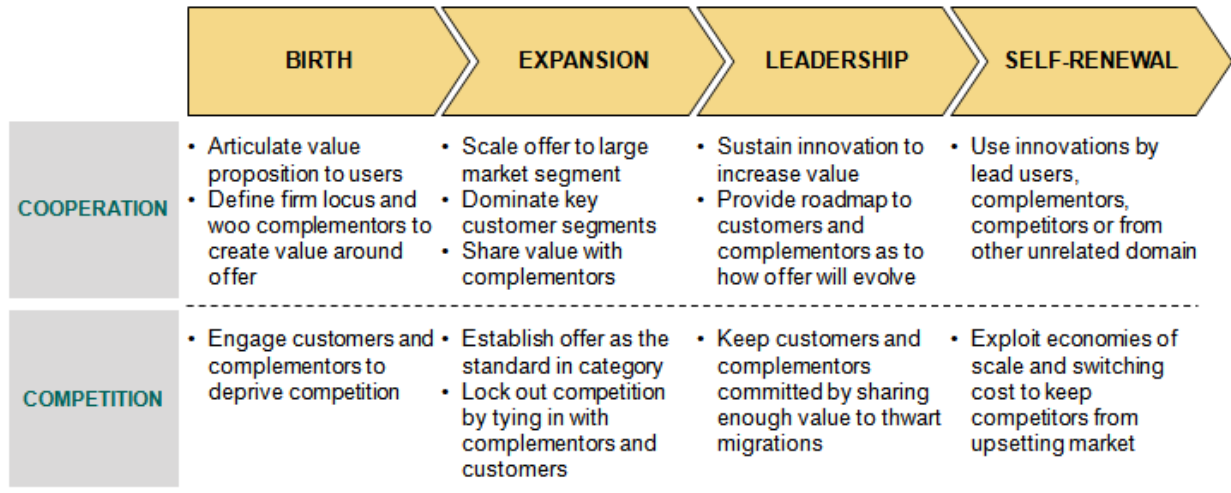 BIRTH
EXPANSION
LEADERSHIP
SELF-RENEWAL
COOPERATION
• Articulate value
proposition to users
• Define firm locus and
woo complementors to
create value around
offer
• Scale offer to large
market segment
• Dominate key
customer segments
• Share value with
complementors
• Sustain innovation to
increase value
• Provide roadmap to
customers and
complementors as to
how offer will evolve
• Use innovations by
lead users,
complementors,
competitors or from
other unrelated domain
COMPETITION
• Engage customers and
complementors to
deprive competition
• Establish offer as the
standard in category
• Lock out competition
by tying in with
complementors and
customers
• Keep customers and
complementors
committed by sharing
enough value to thwart
migrations
• Exploit economies of
scale and switching
cost to keep
competitors from
upsetting market